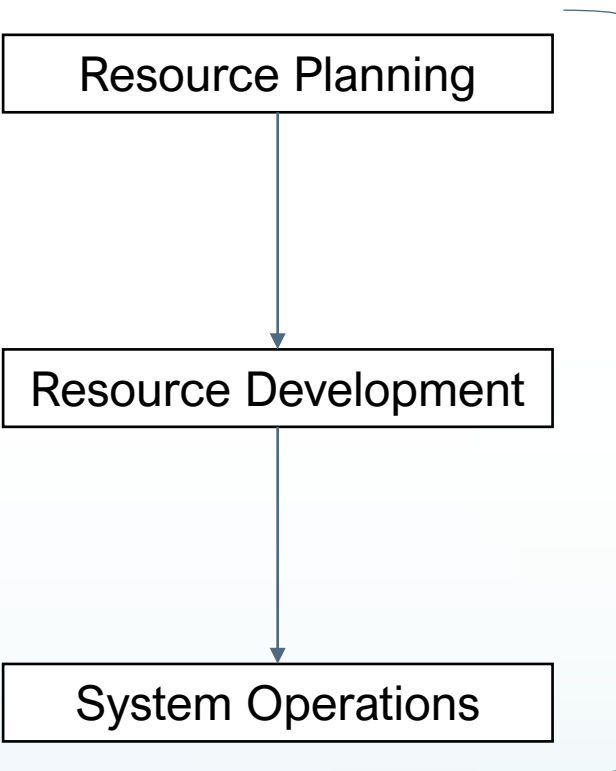 Resource Planning
Resource Development
System Operations